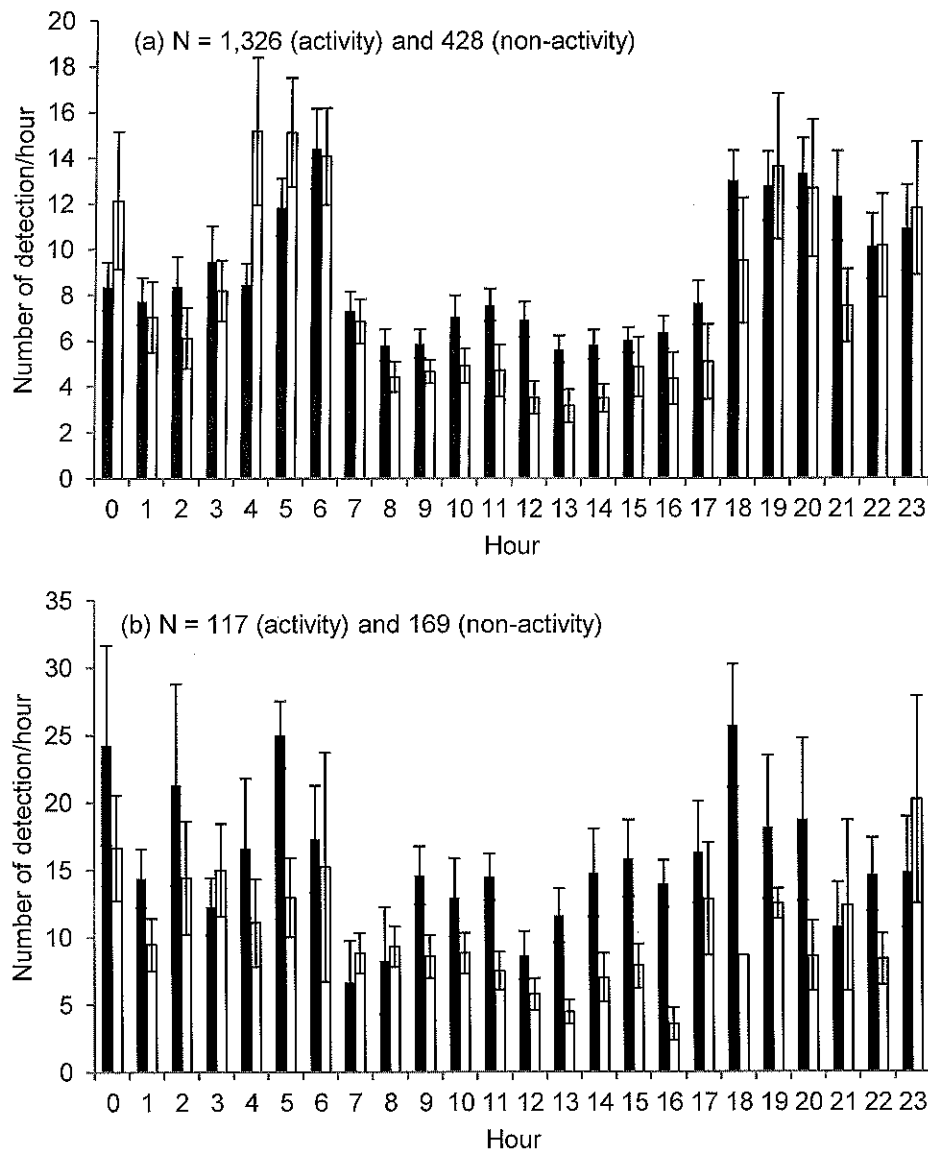 20
18
16
14
12
10
8
6
4
2
0
Number of detection/hour
(a) N = 1,326 (activity) and 428 (non-activity)
0 1 2 3 4 5 6 7 8 9 10 11 12 13 14 15 16 17 18 19 20 21 22 23
Hour
35
30
25
20
15
10
5
0
Number of detection/hour
(b) N = 117 (activity) and 169 (non-activity)
0 1 2 3 4 5 6 7 8 9 10 11 12 13 14 15 16 17 18 19 20 21 22 23
Hour